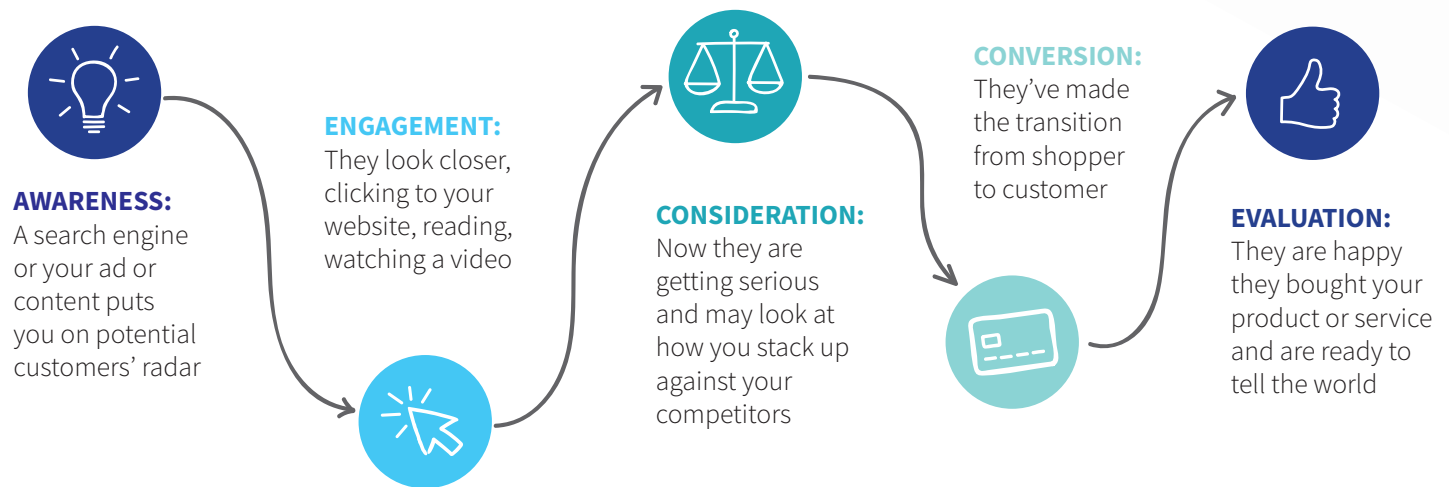 AWARENESS:
A search engine
or your ad or
content puts
you on potential
customers’ radar
ENGAGEMENT:
They look closer,
clicking to your
website, reading,
watching a video
CONSIDERATION:
Now they are
getting serious
and may look at
how you stack up
against your
competitors
CONVERSION:
They’ve made
the transition
from shopper
to customer
EVALUATION:
They are happy
they bought your
product or service
and are ready to
tell the world